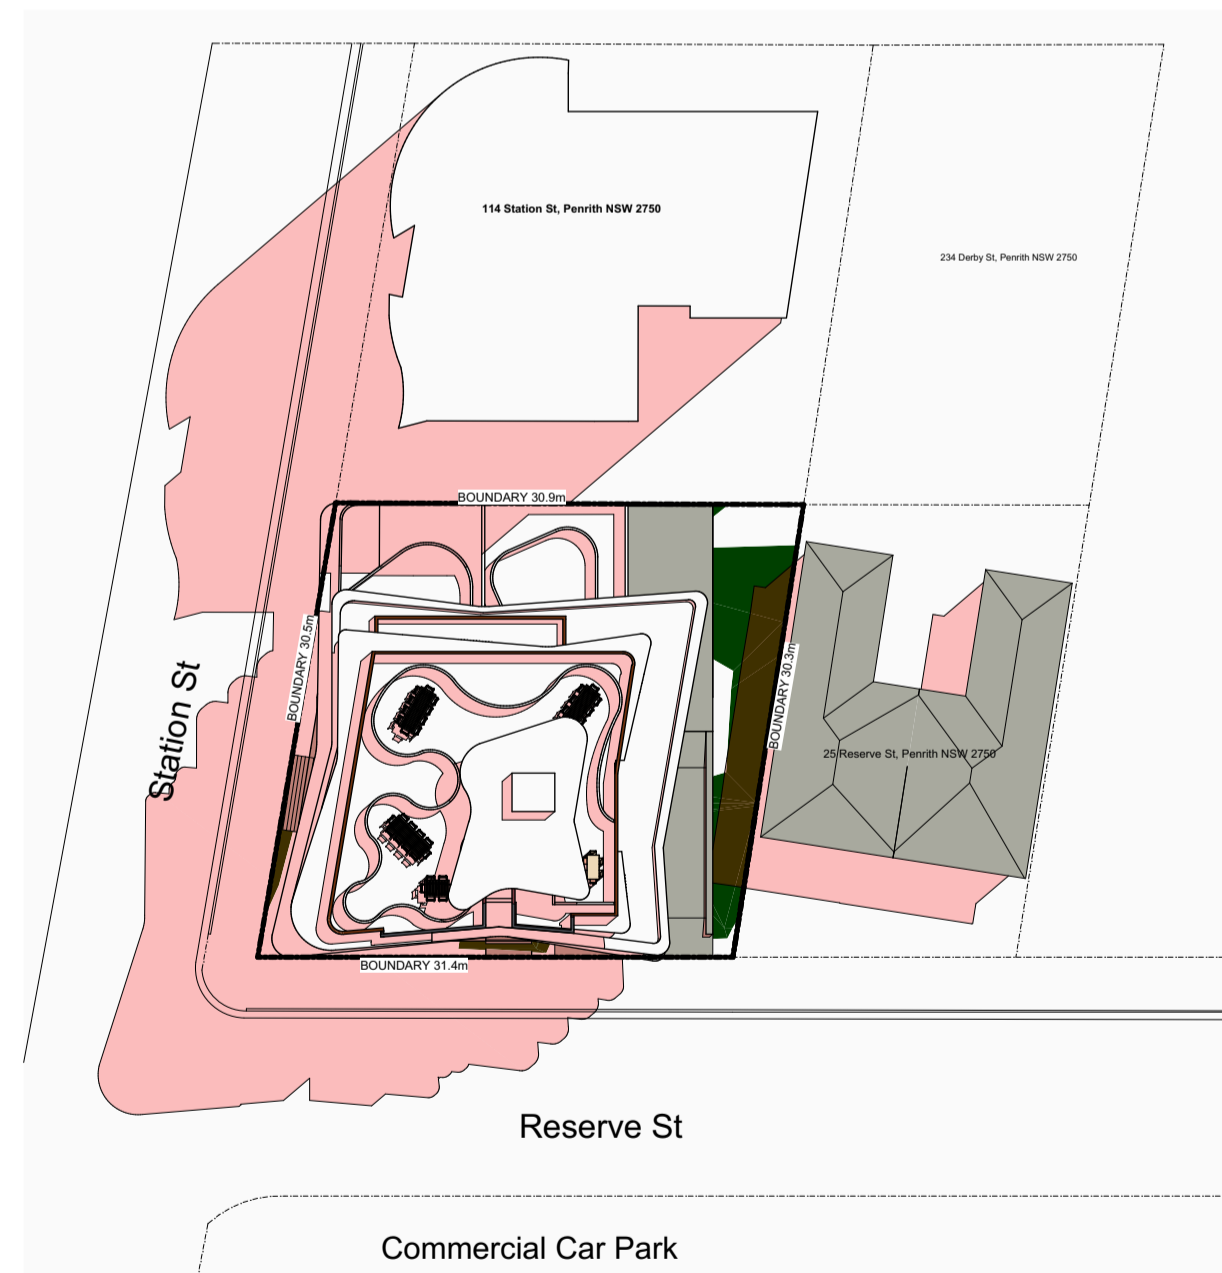 114 Station St, Penrith NSW 2750
234 Derby St, Penrith NSW 2750
BOUNDARY 30.9m
BOUNDARY 30.5m
Station St
BOUNDARY 30.3m
25 Reserve St, Penrith NSW 2750
BOUNDARY 31.4m
Reserve St
Commercial Car Park